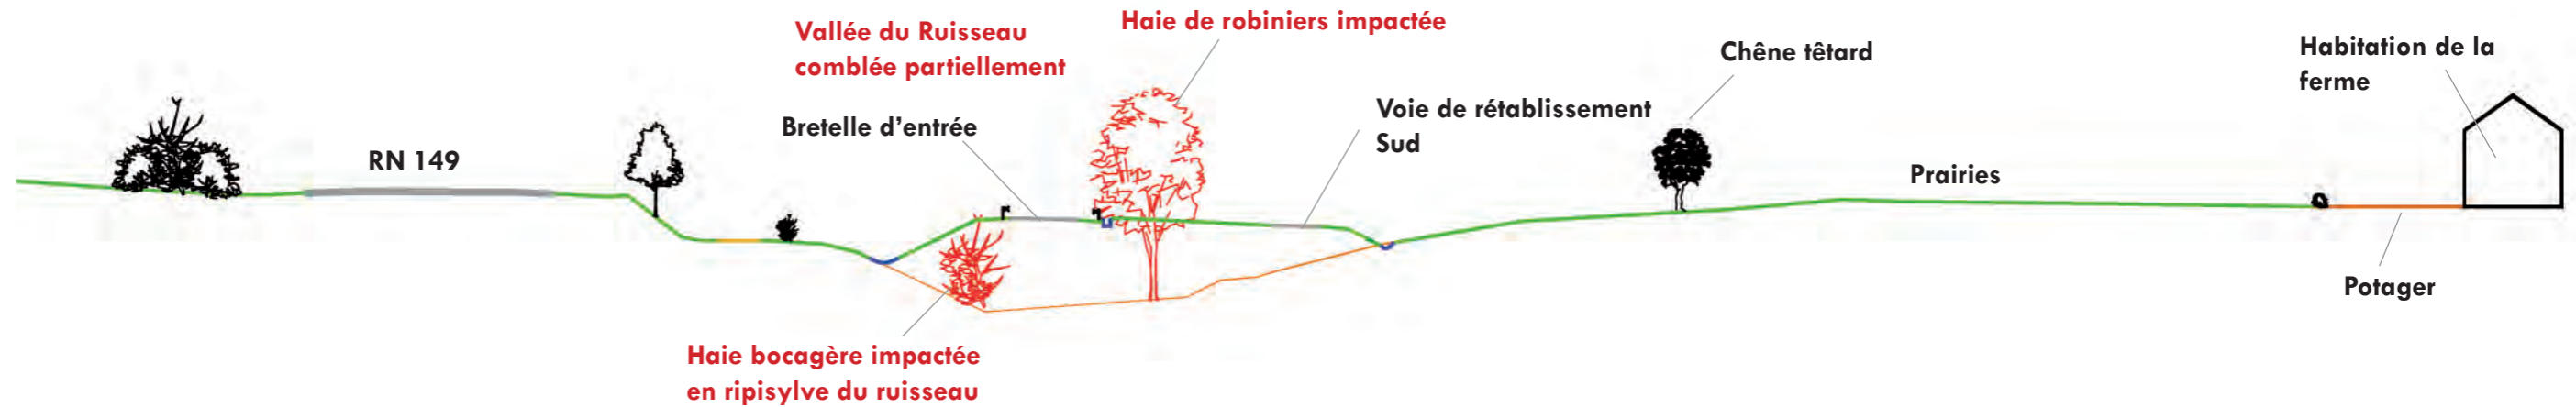 Vallée du Ruisseau
comblée partiellement
Haie de robiniers impactée
Chêne têtard
Habitation de la
ferme
Bretelle d'entrée
Voie de rétablissement
Sud
RN 149
Prairies
Potager
Haie bocagère impactée
en ripisylve du ruisseau